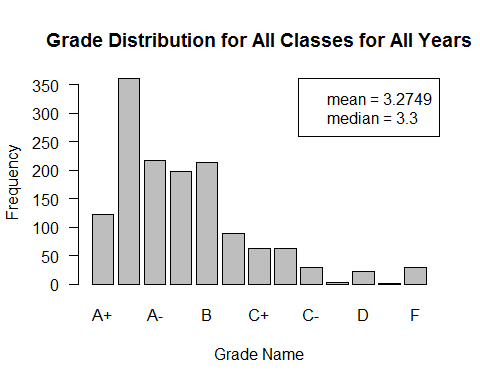 Grade Distribution for All Classes for All Years
mean = 3.2749
median = 3.3
Frequency
350
300
250
200
150
100
50
0
A+ A- B C+ C- D F
Grade Name